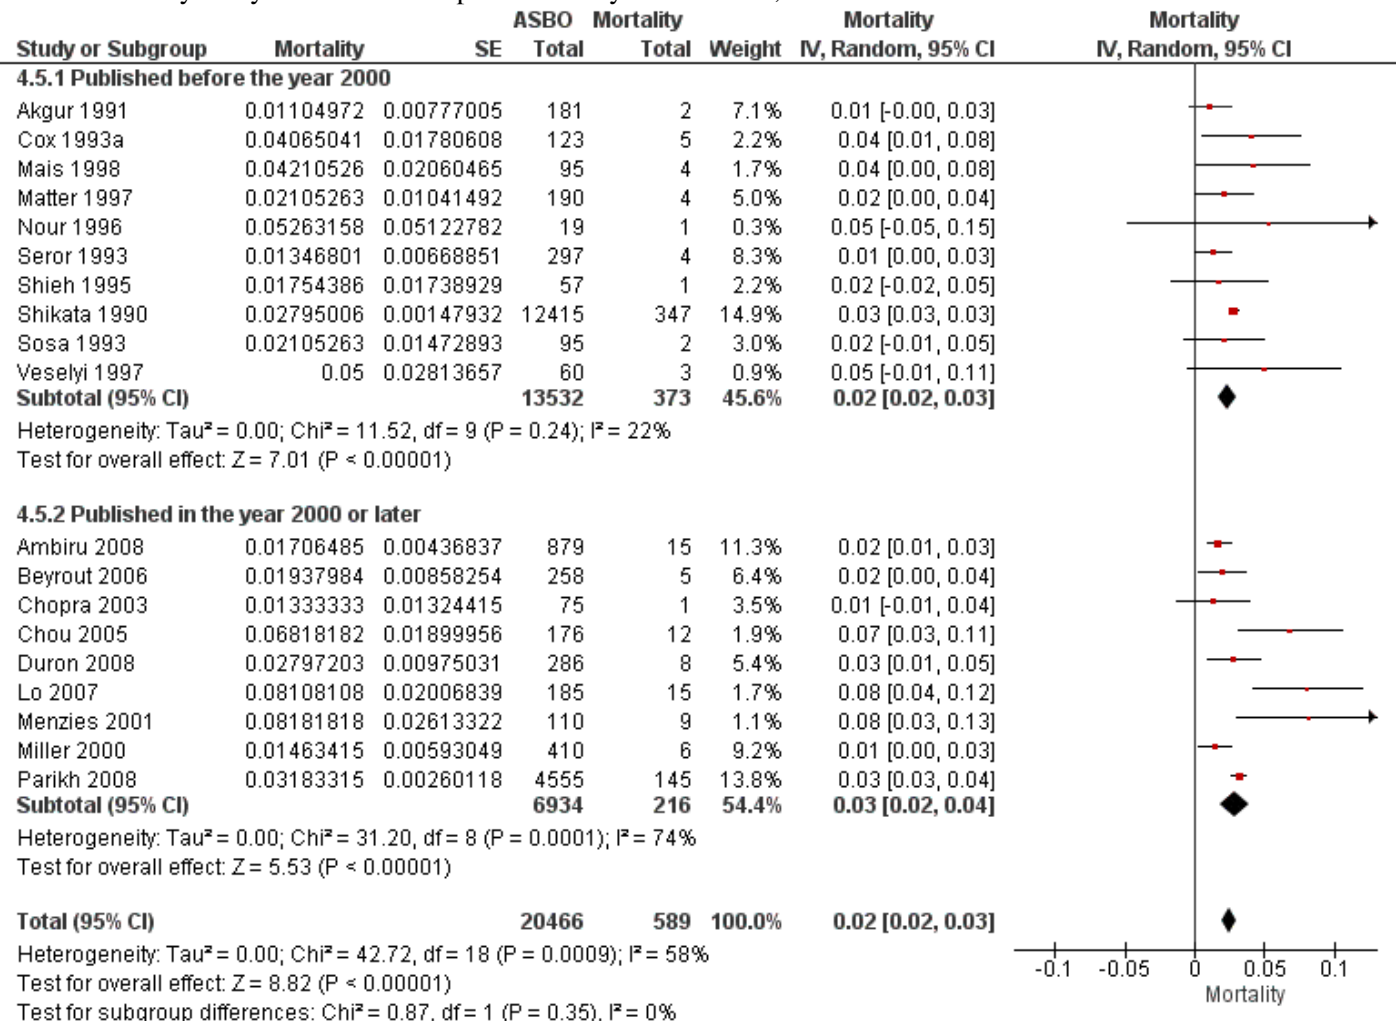 ASBO Mortality Mortality Mortality
Study or Subgroup Mortality SE Total Total Weight IV, Random, 95% CI IV, Random, 95% CI
4.5.1 Published before the year 2000
Akgur 1991 0.01104972 0.00777005 181 2 7.1% 0.01 [-0.00, 0.03]
Cox 1993a 0.04065041 0.01780608 123 5 2.2% 0.04 [0.01, 0.08]
Mais 1998 0.04210526 0.02060465 95 4 1.7% 0.04 [0.00, 0.08]
Matter 1997 0.02105263 0.01041492 190 4 5.0% 0.02 [0.00, 0.04]
Nour 1996 0.05263158 0.05122782 19 1 0.3% 0.05 [-0.05, 0.15]
Seror 1993 0.01346801 0.00668851 297 4 8.3% 0.01 [0.00, 0.03]
Shieh 1995 0.01754386 0.01738929 57 1 2.2% 0.02 [-0.02, 0.05]
Shikata 1990 0.02795006 0.00147932 12415 347 14.9% 0.03 [0.03, 0.03]
Sosa 1993 0.02105263 0.01472893 95 2 3.0% 0.02 [-0.01, 0.05]
Veselyi 1997 0.05 0.02813657 60 3 0.9% 0.05 [-0.01, 0.11]
Subtotal (95% CI) 13532 373 45.6% 0.02 [0.02, 0.03]
Heterogeneity: Tau² = 0.00; Chi² = 11.52, df = 9 (P = 0.24); I² = 22%
Test for overall effect: Z = 7.01 (P < 0.00001)
4.5.2 Published in the year 2000 or later
Ambiru 2008 0.01706485 0.00436837 879 15 11.3% 0.02 [0.01, 0.03]
Beyrout 2006 0.01937984 0.00858254 258 5 6.4% 0.02 [0.00, 0.04]
Chopra 2003 0.01333333 0.01324415 75 1 3.5% 0.01 [-0.01, 0.04]
Chou 2005 0.06818182 0.01899956 176 12 1.9% 0.07 [0.03, 0.11]
Duron 2008 0.02797203 0.00975031 286 8 5.4% 0.03 [0.01, 0.05]
Lo 2007 0.08108108 0.02006839 185 15 1.7% 0.08 [0.04, 0.12]
Menzies 2001 0.08181818 0.02613322 110 9 1.1% 0.08 [0.03, 0.13]
Miller 2000 0.01463415 0.00593049 410 6 9.2% 0.01 [0.00, 0.03]
Parikh 2008 0.03183315 0.00260118 4555 145 13.8% 0.03 [0.03, 0.04]
Subtotal (95% CI) 6934 216 54.4% 0.03 [0.02, 0.04]
Heterogeneity: Tau² = 0.00; Chi² = 31.20, df = 8 (P = 0.0001); I² = 74%
Test for overall effect: Z = 5.53 (P < 0.00001)
Total (95% CI) 20466 589 100.0% 0.02 [0.02, 0.03]
Heterogeneity: Tau² = 0.00; Chi² = 42.72, df = 18 (P = 0.0009); I² = 58%
Test for overall effect: Z = 8.82 (P < 0.00001)
Test for subgroup differences: Chi² = 0.87, df = 1 (P = 0.35), I² = 0%
-0.1 -0.05 0 0.05 0.1
Mortality